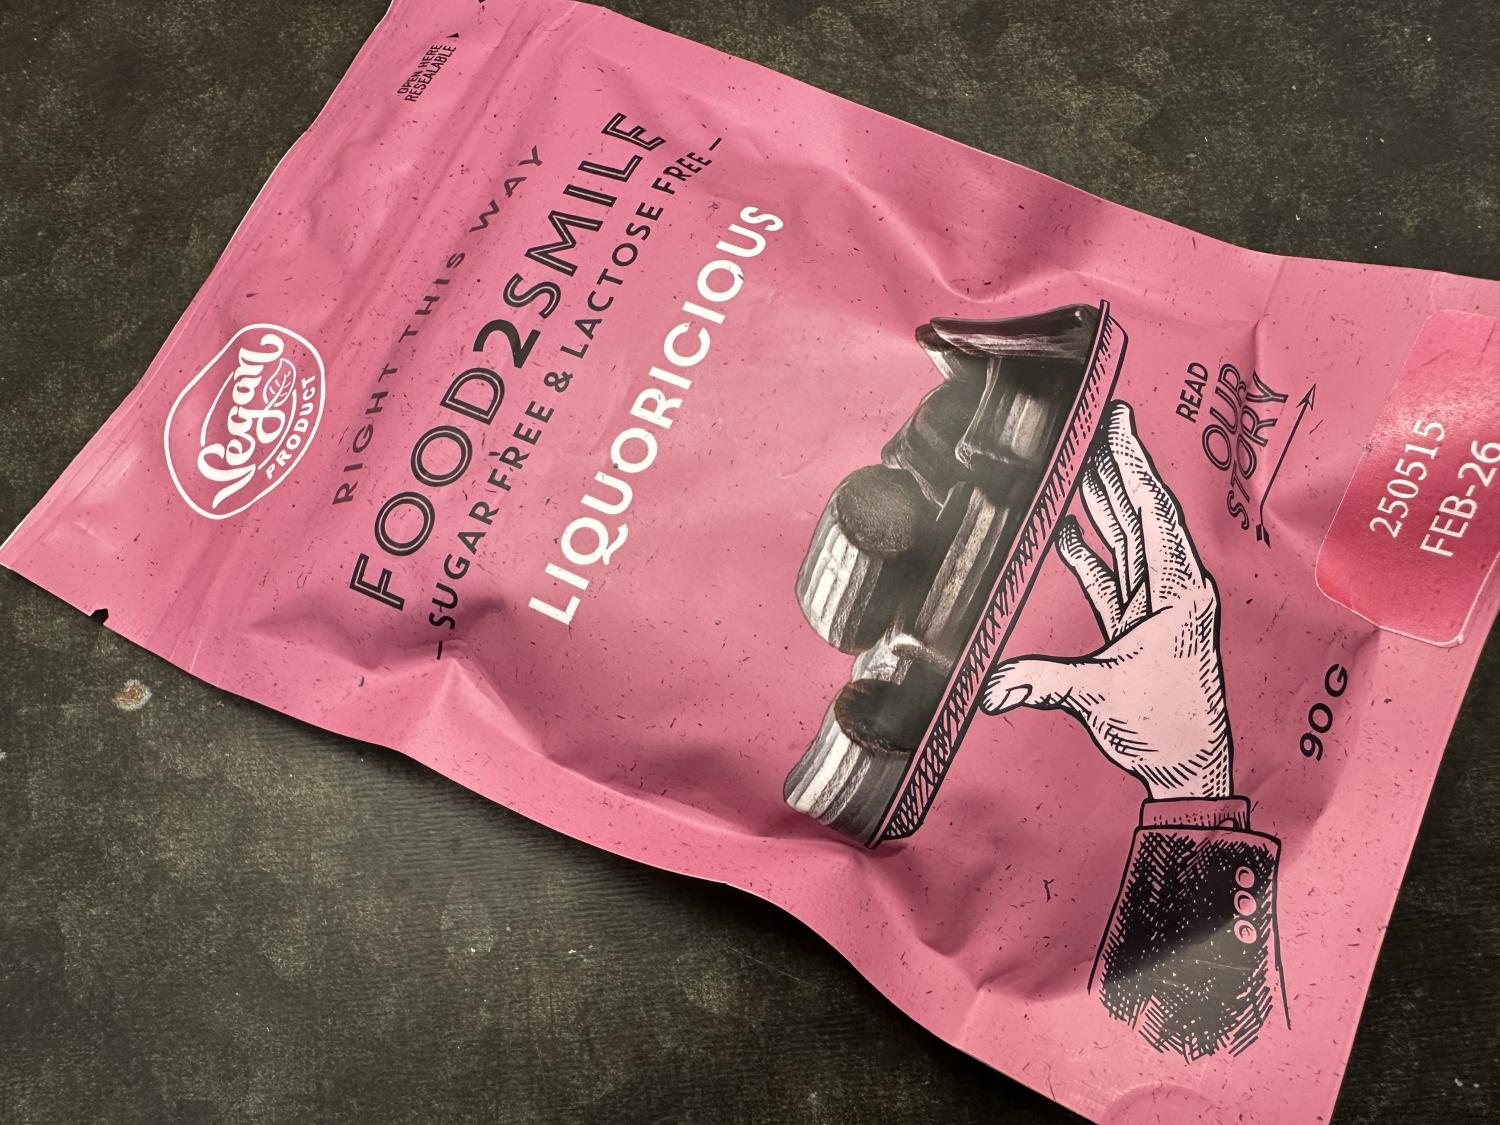 OPEN HERE
RESEALABLE
Vegan
PRODUCT
RIGHT THIS WAY
FOOD2SMILE
—SUGAR FREE & LACTOSE FREE—
LIQUORICIOUS
READ
OUR
STORY
250515
FEB-26
90 G